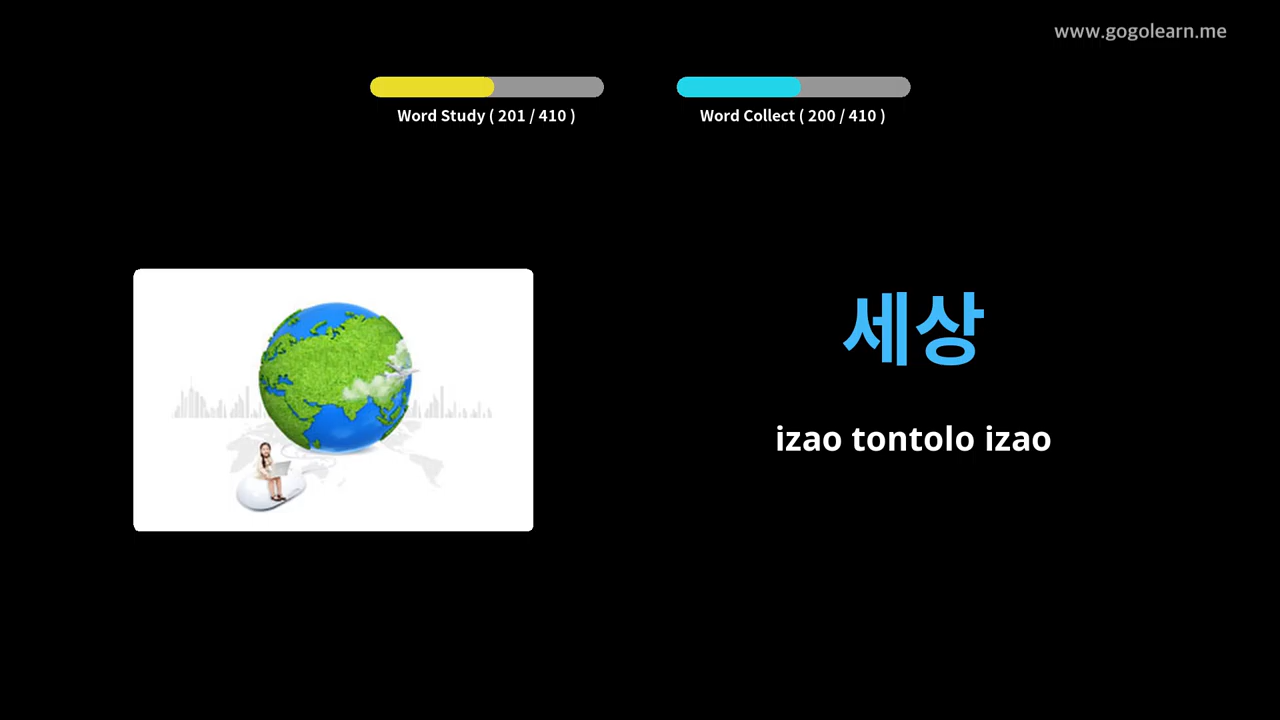 www.gogolearn.me
Word Study ( 201 / 410 )
Word Collect ( 200 / 410 )
세상
izao tontolo izao